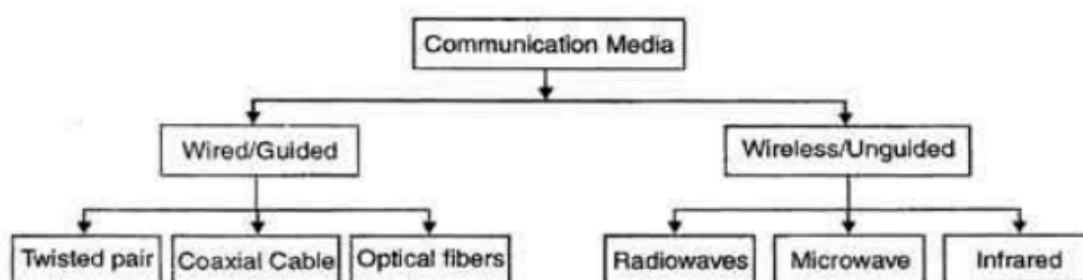 Communication Media
Wired/Guided
Wireless/Unguided
Twisted pair
Coaxial Cable
Optical fibers
Radiowaves
Microwave
Infrared